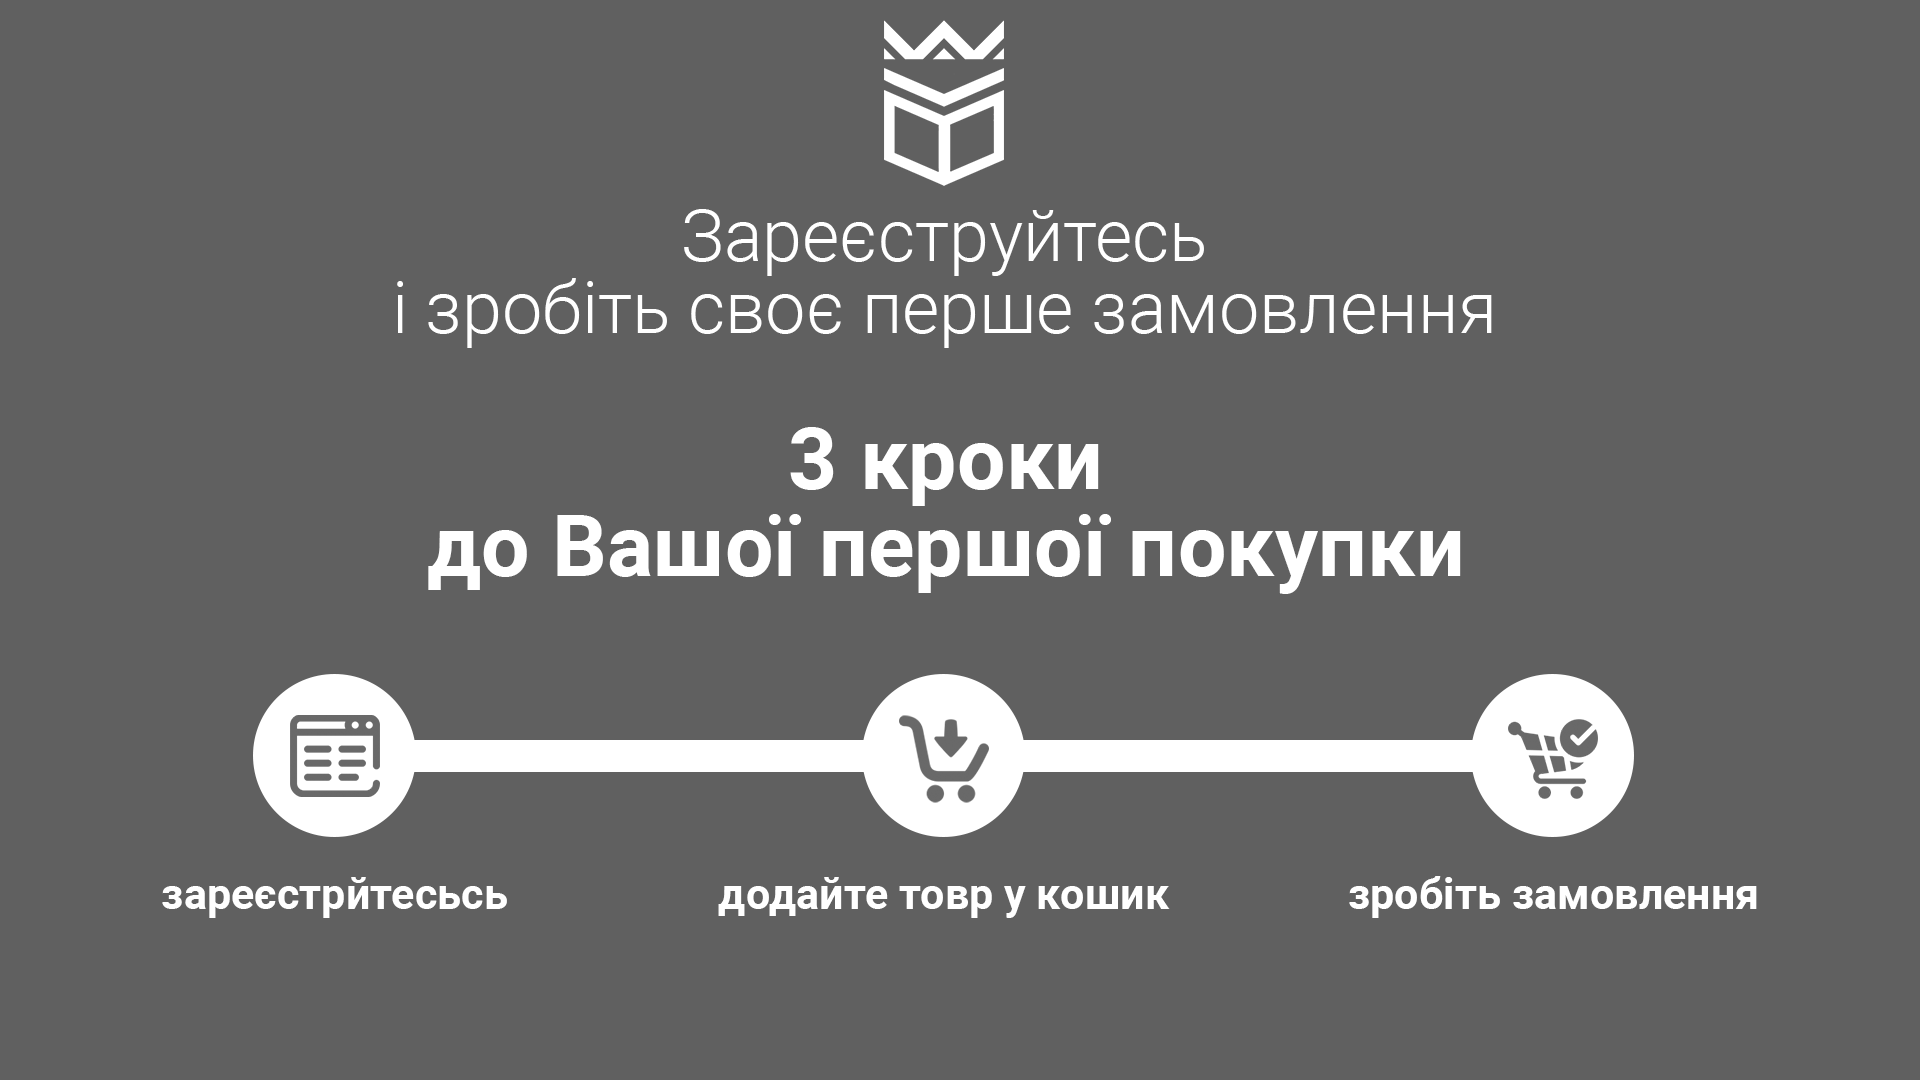 Зареєструйтесь
і зробіть своє перше замовлення
3 кроки
до Вашої першої покупки
зареєстрйтесьсь
додайте товр у кошик
зробіть замовлення